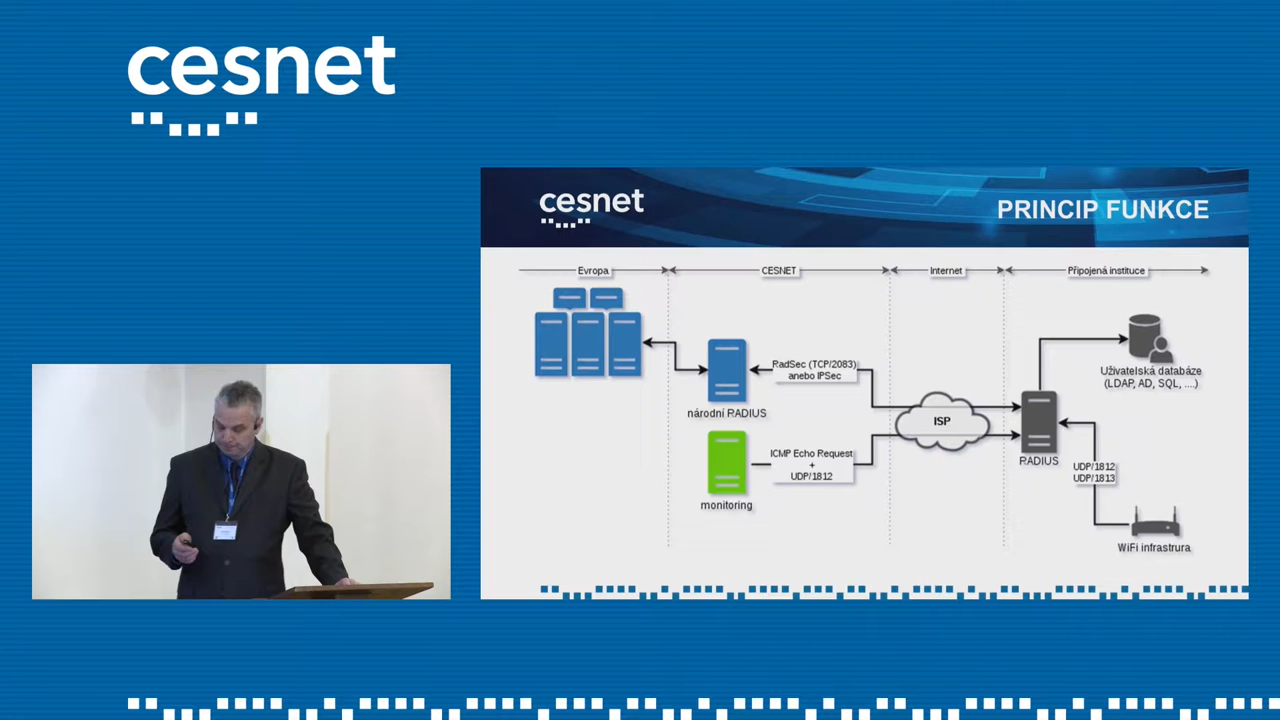 cesnet
cesnet
PRINCIP FUNKCE
Evropa
CESNET
Internet
Připojená instituce
RadSec (TCP/2083)
anebo IPSec
národní RADIUS
ISP
Uživatelská databáze
(LDAP, AD, SQL, ....)
ICMP Echo Request
+
UDP/1812
monitoring
RADIUS
UDP/1812
UDP/1813
WiFi infrastrura